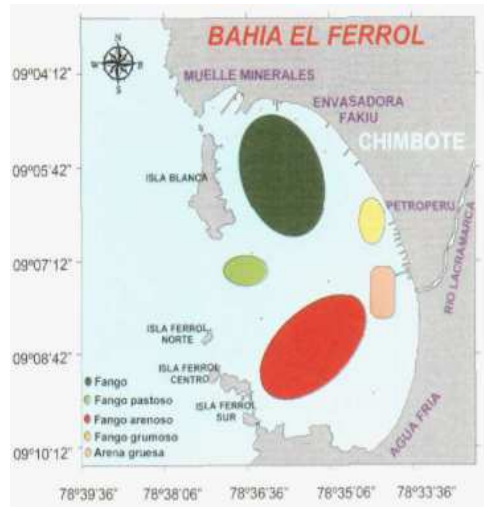 BAHIA EL FERROL
N
W
S
09º04'12"
MUELLE MINERALES
ENVASADORA
FAKIU
CHIMBOTE
09º05'42"
ISLA BLANCA
PETROPERU
RIO LACRAMARCA
09º07'12"
ISLA FERROL
NORTE
09º08'42"
ISLA FERROL
CENTRO
ISLA FERROL
SUR
AGUA FRIA
Fango
Fango pastoso
Fango arenoso
Fango grumoso
Arena gruesa
09º10'12"
78º39'36" 78º38'06" 78º36'36" 78º35'06" 78º33'36"